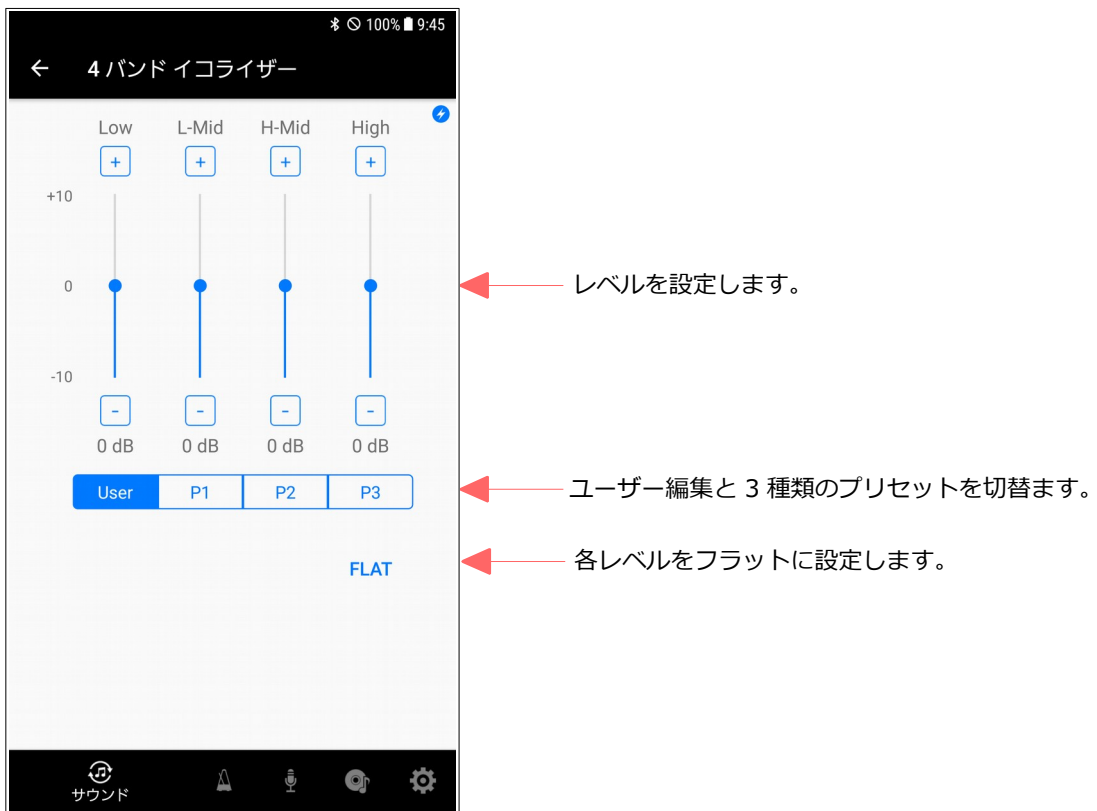 100% 9:45
← 4 バンド イコライザー
Low L-Mid H-Mid High
+ + + +
+10
0
レベルを設定します。
-10
- - - -
0 dB 0 dB 0 dB 0 dB
User P1 P2 P3
ユーザー編集と 3 種類のプリセットを切替ます。
FLAT
各レベルをフラットに設定します。
サウンド